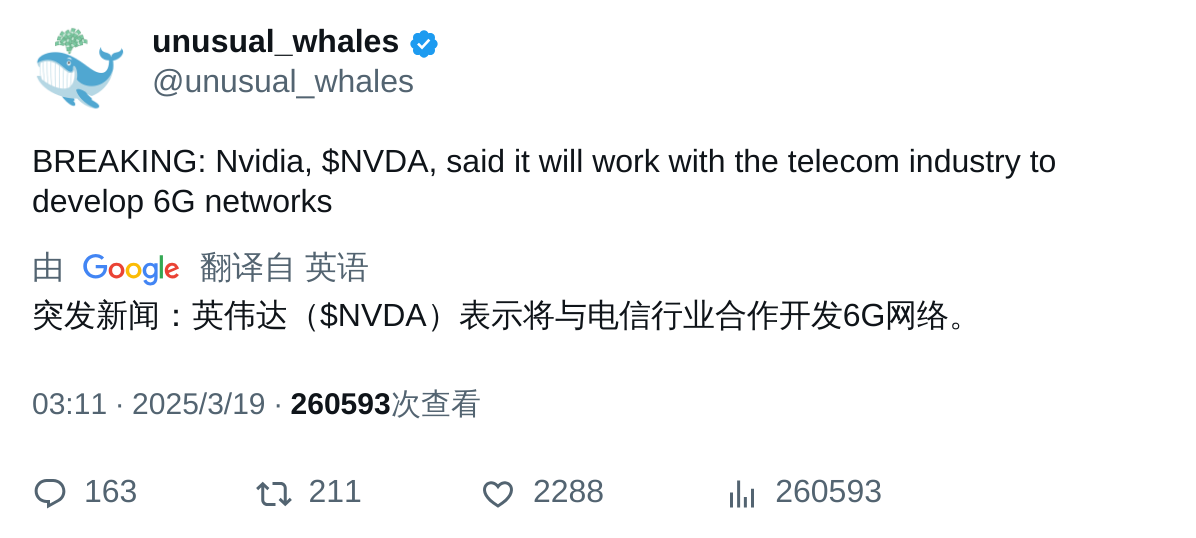 unusual_whales
@unusual_whales
BREAKING: Nvidia, $NVDA, said it will work with the telecom industry to
develop 6G networks
由 Google 翻译自 英语
突发新闻：英伟达（$NVDA）表示将与电信行业合作开发6G网络。
03:11 · 2025/3/19 · 260593次查看
163 211 2288 260593